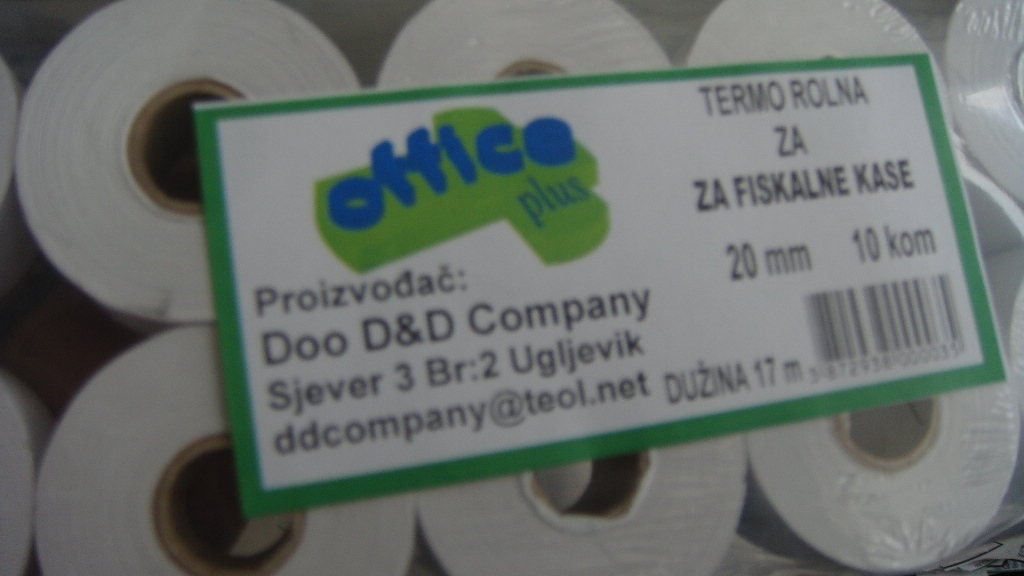 office
plus
TERMO ROLNA
ZA
ZA FISKALNE KASE
20 mm 10 kom
Proizvođač:
Doo D&D Company
Sjever 3 Br:2 Ugljevik
ddcompany@teol.net
DUŽINA 17 m